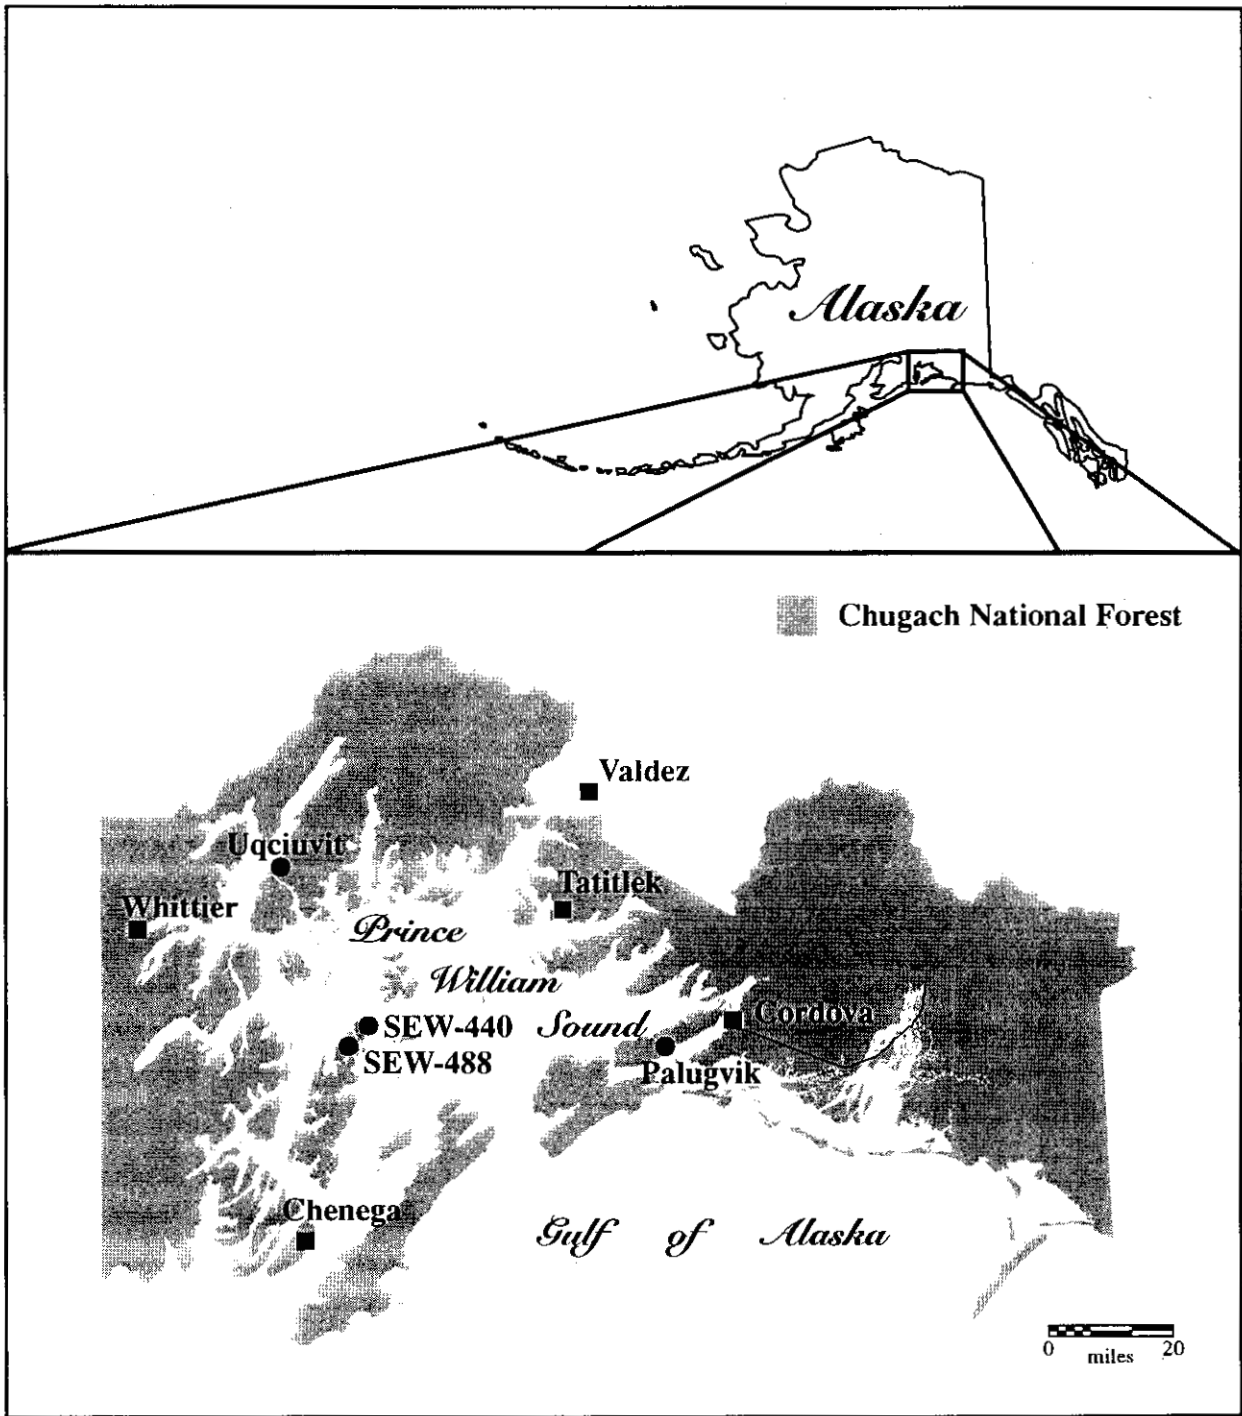 Alaska
Chugach National Forest
Valdez
Uqciuvit
Tatitlek
Whittier
Prince
William
Sound
Cordova
SEW-440
SEW-488
Palugvik
Chenega
Gulf of Alaska
0 20
miles